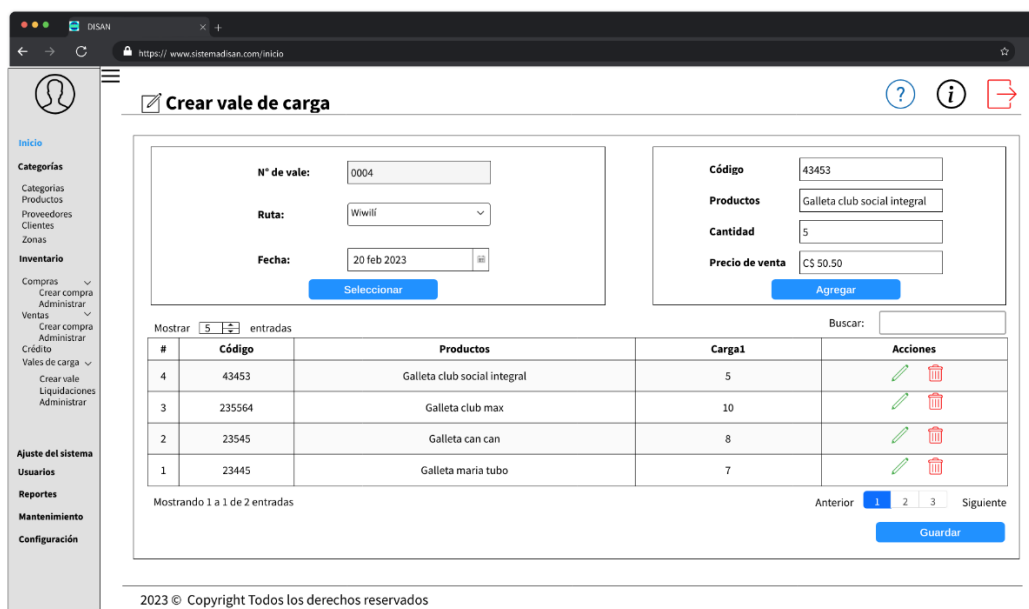 DISAN
https:// www.sistemadisan.com/inicio
Crear vale de carga
?
i
Inicio
Categorías
Categorias
Productos
Proveedores
Clientes
Zonas
Inventario
Compras
Crear compra
Administrar
Ventas
Crear compra
Administrar
Crédito
Vales de carga
Crear vale
Liquidaciones
Administrar
Ajuste del sistema
Usuarios
Reportes
Mantenimiento
Configuración
N° de vale: 0004
Ruta: Wiwilí
Fecha: 20 feb 2023
Seleccionar
Código 43453
Productos Galleta club social integral
Cantidad 5
Precio de venta C$ 50.50
Agregar
Mostrar 5 entradas
Buscar:
# Código Productos Carga1 Acciones
4 43453 Galleta club social integral 5
3 235564 Galleta club max 10
2 23545 Galleta can can 8
1 23445 Galleta maria tubo 7
Mostrando 1 a 1 de 2 entradas
Anterior 1 2 3 Siguiente
Guardar
2023 © Copyright Todos los derechos reservados